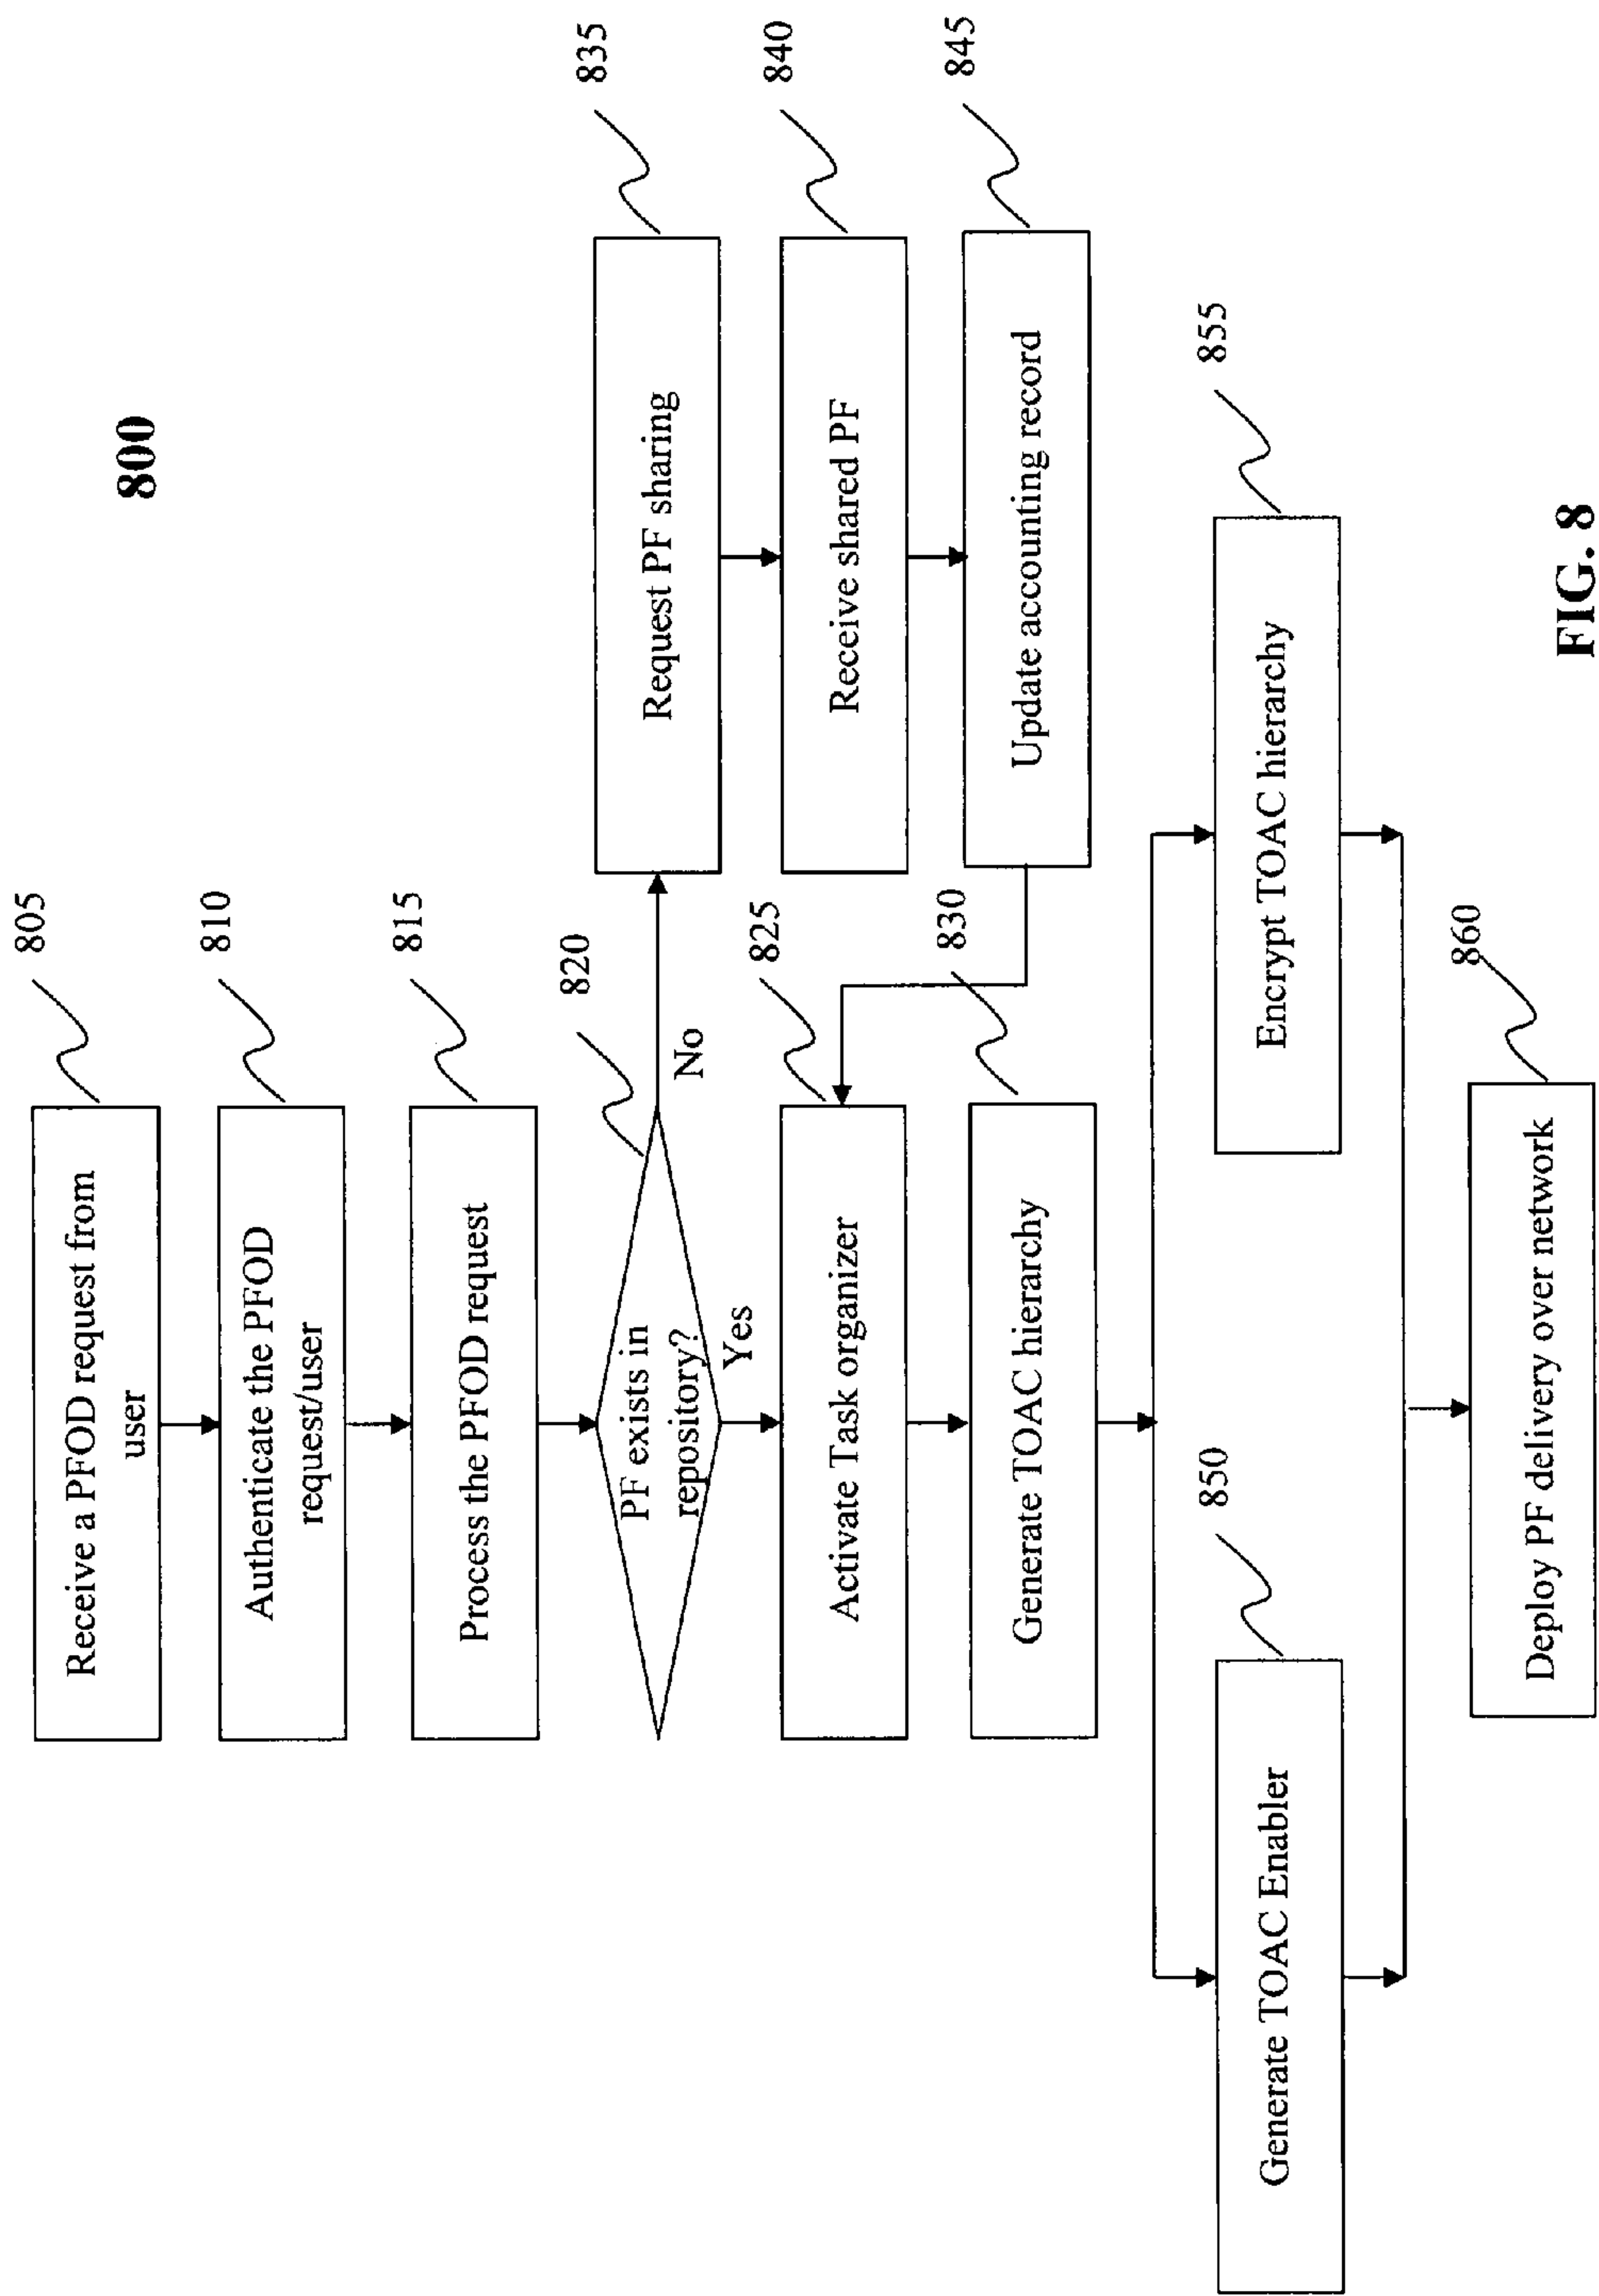 800
805
Receive a PFOD request from
user
810
Authenticate the PFOD
request/user
815
Process the PFOD request
820
PF exists in
repository?
No
Yes
835
Request PF sharing
840
Receive shared PF
845
Update accounting record
825
Activate Task organizer
830
Generate TOAC hierarchy
850
Generate TOAC Enabler
855
Encrypt TOAC hierarchy
860
Deploy PF delivery over network
FIG. 8